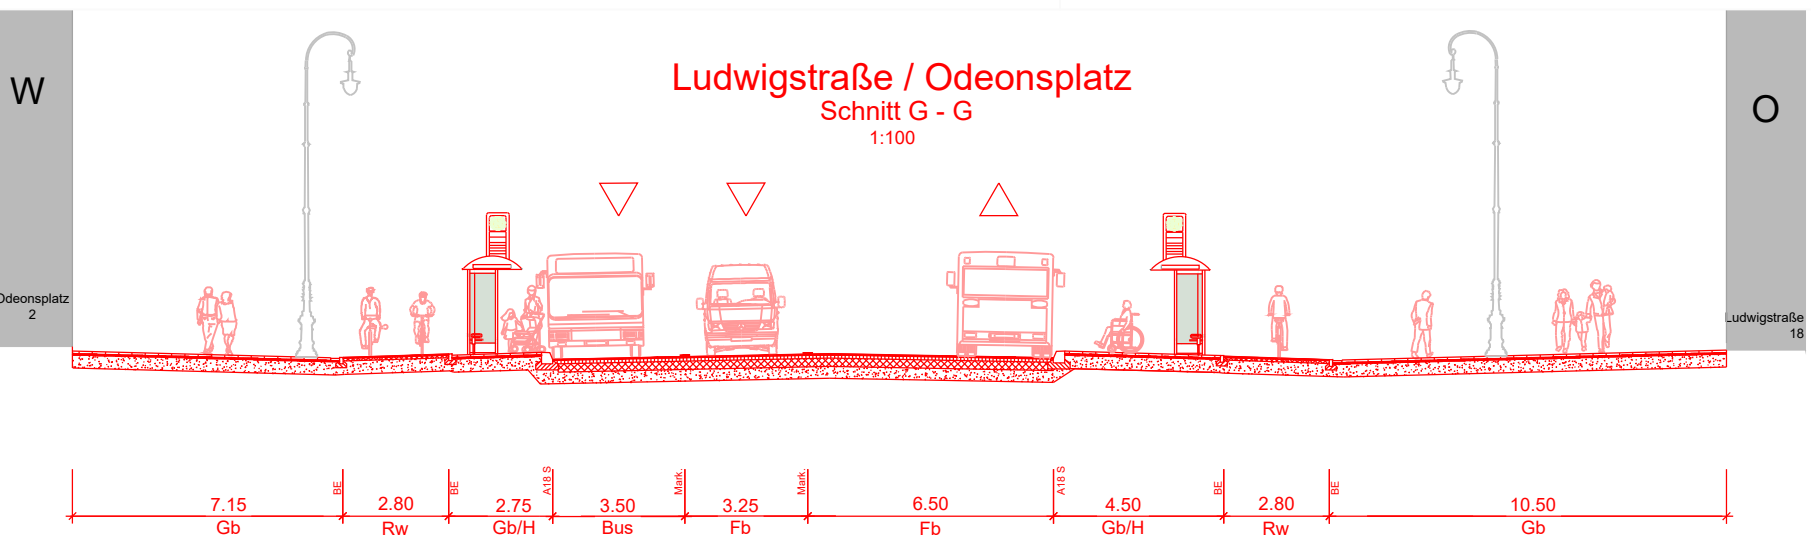 W
Ludwigstraße / Odeonsplatz
Schnitt G - G
1:100
O
Odeonsplatz
2
Ludwigstraße
18
BE
BE
A18 S
Mark.
Mark.
A18 S
BE
BE
7.15 2.80 2.75 3.50 3.25 6.50 4.50 2.80 10.50
Gb Rw Gb/H Bus Fb Fb Gb/H Rw Gb